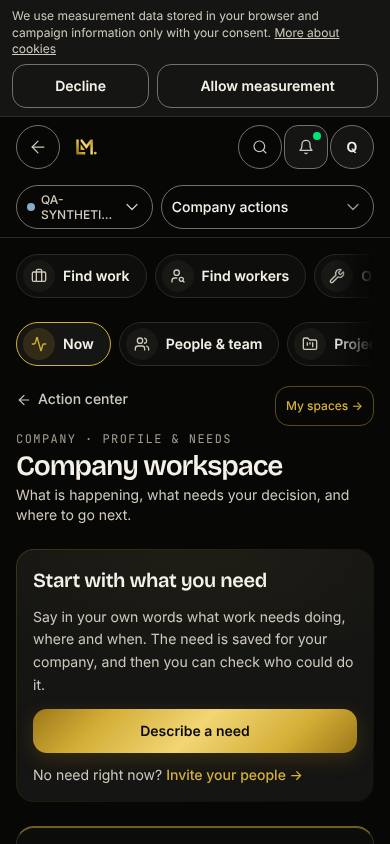 We use measurement data stored in your browser and
campaign information only with your consent. More about
cookies
Decline
Allow measurement
LM.
Q
QA-
SYNTHETI...
Company actions
Find work
Find workers
Now
People & team
← Action center
My spaces →
COMPANY · PROFILE & NEEDS
Company workspace
What is happening, what needs your decision, and
where to go next.
Start with what you need
Say in your own words what work needs doing,
where and when. The need is saved for your
company, and then you can check who could do
it.
Describe a need
No need right now? Invite your people →